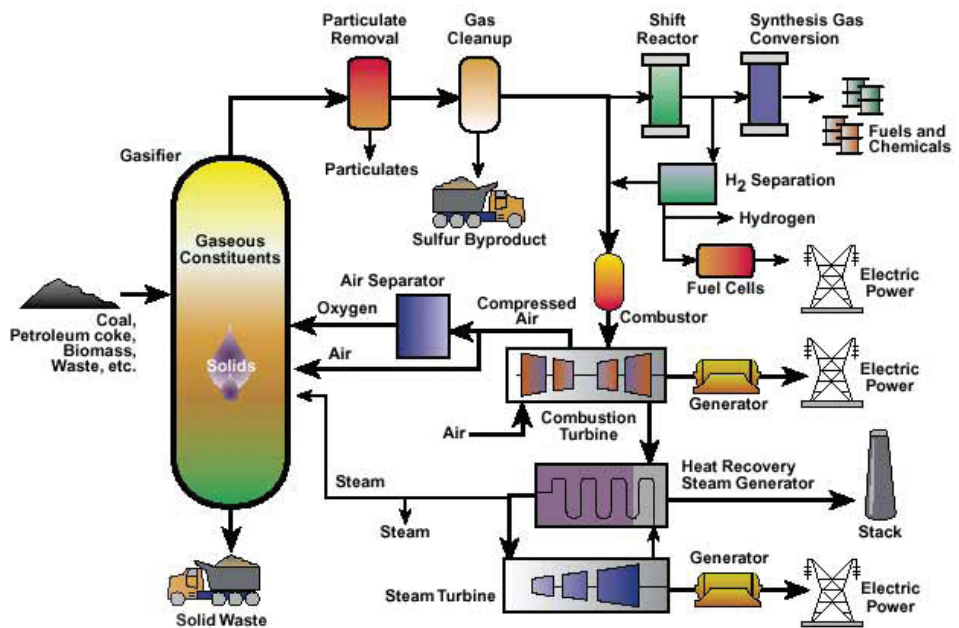 Particulate
Removal
Gas
Cleanup
Shift
Reactor
Synthesis Gas
Conversion
Gasifier
Particulates
Fuels and
Chemicals
H2 Separation
Hydrogen
Sulfur Byproduct
Gaseous
Constituents
Fuel Cells
Electric
Power
Air Separator
Oxygen
Compressed
Air
Combustor
Coal,
Petroleum coke,
Biomass,
Waste, etc.
Solids
Air
Electric
Power
Generator
Air
Combustion
Turbine
Heat Recovery
Steam Generator
Steam
Steam
Stack
Generator
Steam Turbine
Electric
Power
Solid Waste